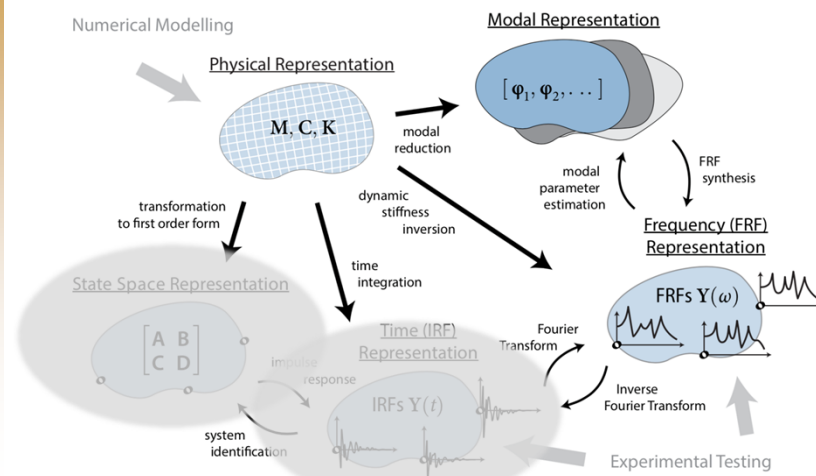 Numerical Modelling
Modal Representation
Physical Representation
[ φ₁, φ₂, . . . ]
M, C, K
modal
reduction
FRF
synthesis
modal
parameter
estimation
dynamic
stiffness
inversion
transformation
to first order form
Frequency (FRF)
Representation
time
integration
State Space Representation
FRFs Y(ω)
Time (IRF)
Representation
Fourier
Transform
A B
C D
impulse
response
IRFs Y(t)
Inverse
Fourier Transform
system
identification
Experimental Testing